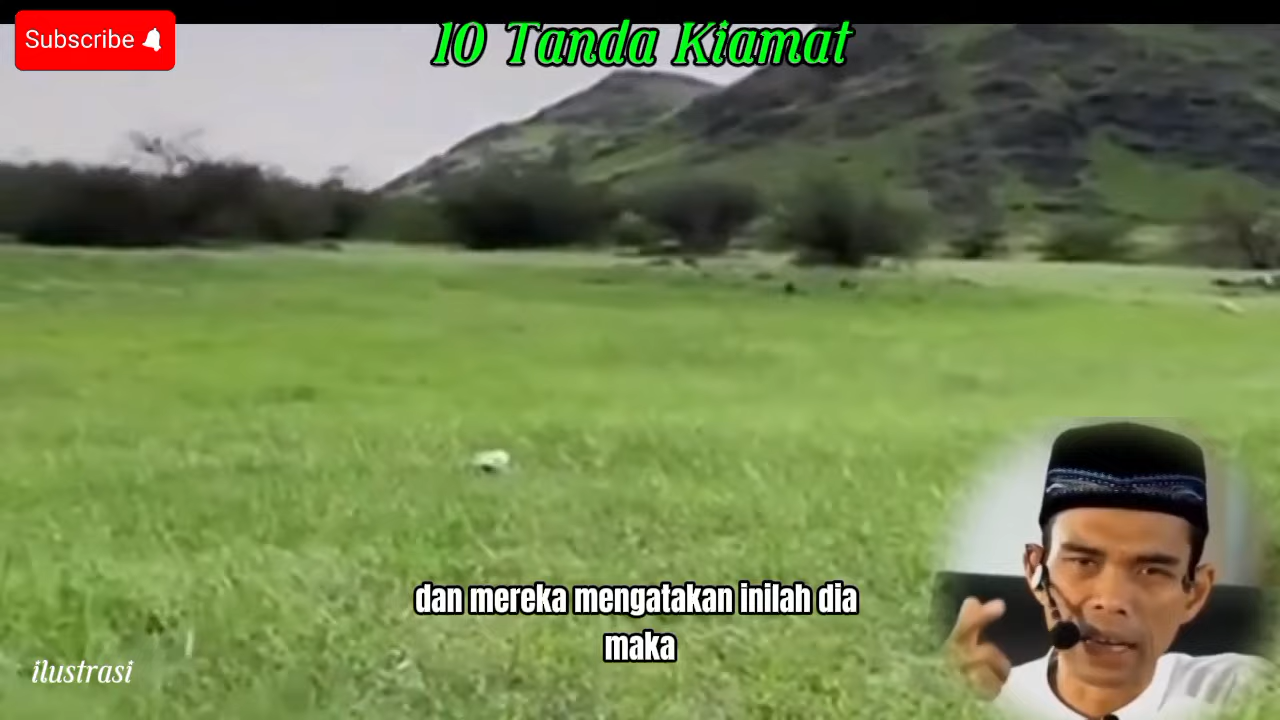 10 Tanda Kiamat
Subscribe
dan mereka mengatakan inilah dia
maka
ilustrasi